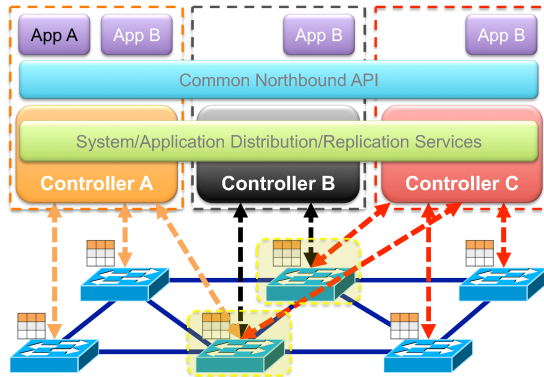 App A
App B
App B
App B
Common Northbound API
System/Application Distribution/Replication Services
Controller A
Controller B
Controller C